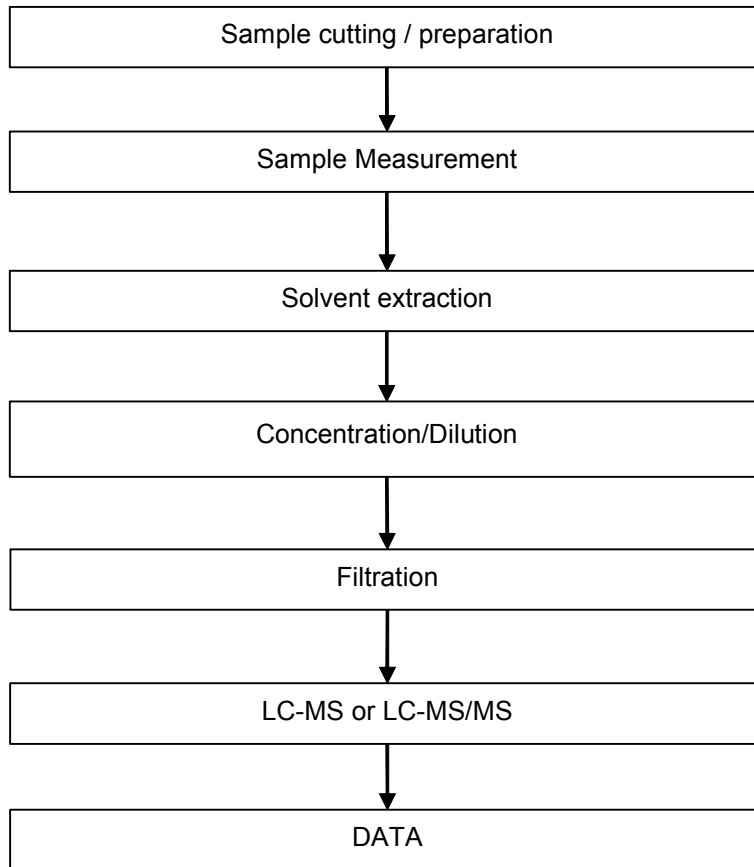 Sample cutting / preparation
Sample Measurement
Solvent extraction
Concentration/Dilution
Filtration
LC-MS or LC-MS/MS
DATA